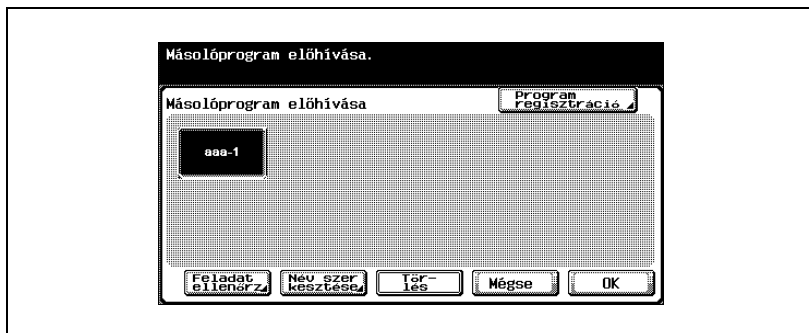 Másolóprogram előhívása.
Másolóprogram előhívása
Program
regisztráció
aaa-1
Feladat
ellenőrz
Név szer
kesztése
Tör-
lés
Mégse
OK